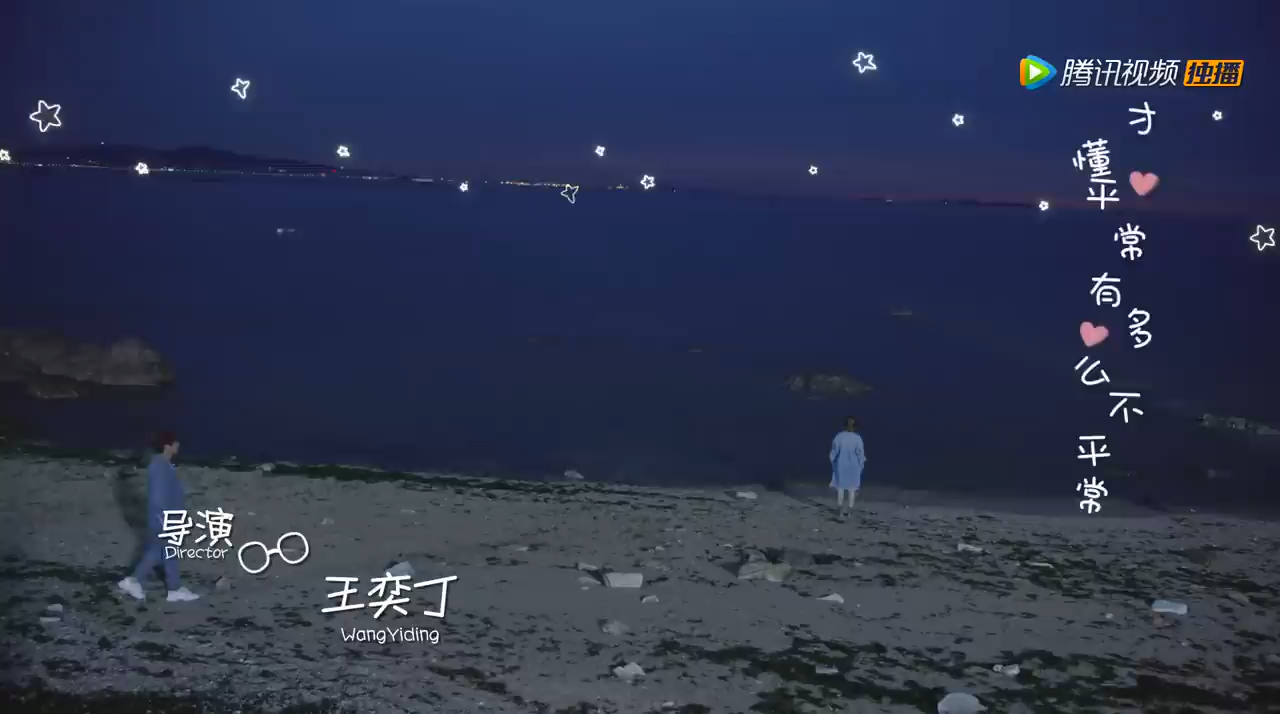 腾讯视频 独播
才懂平常有多么不平常
导演
Director
王奕丁
WangYiding